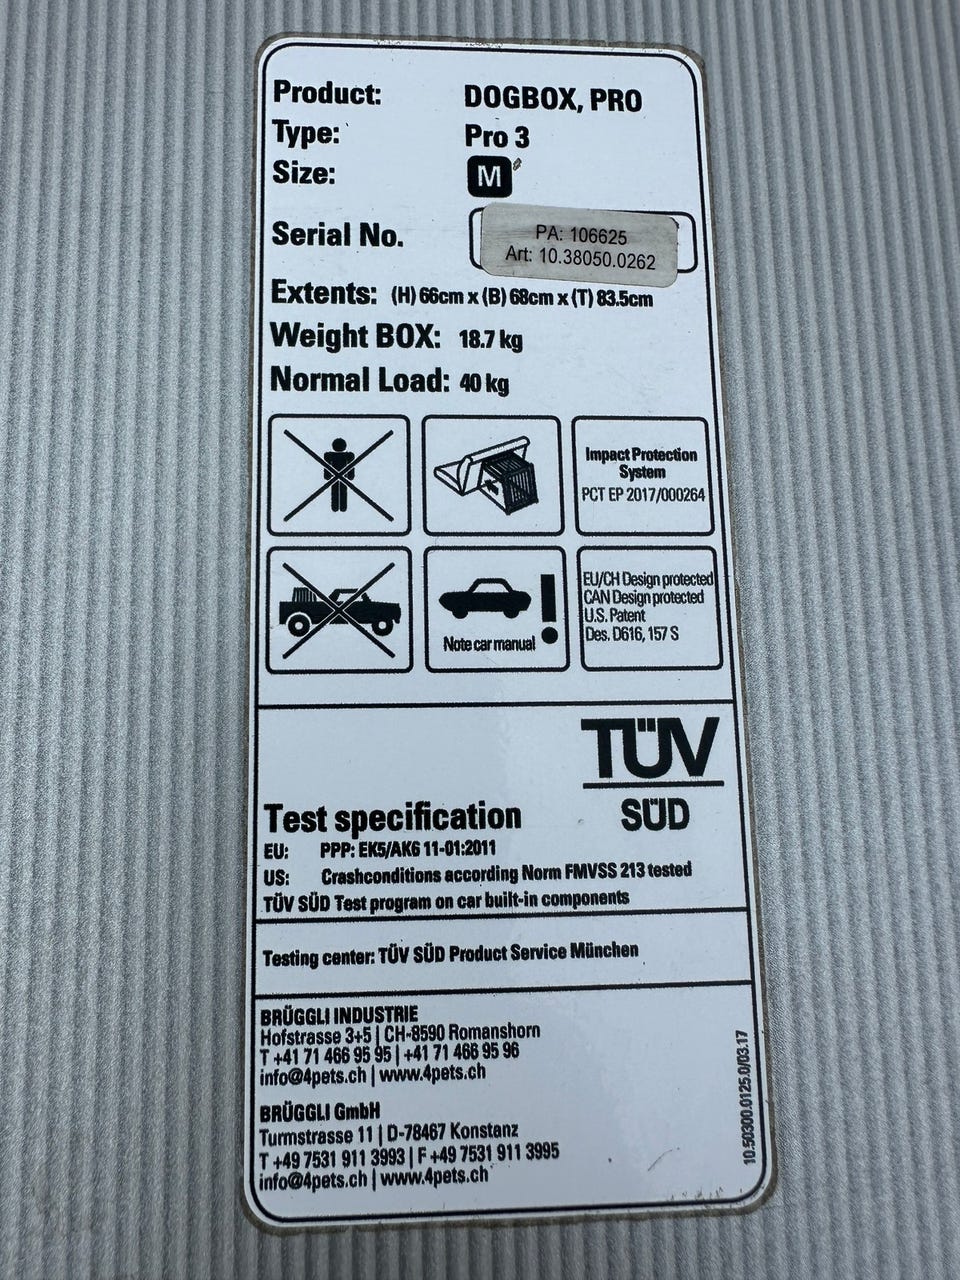 Product: DOGBOX, PRO
Type: Pro 3
Size: M
Serial No. PA: 106625
Art: 10.38050.0262
Extents: (H) 66cm x (B) 68cm x (T) 83.5cm
Weight BOX: 18.7 kg
Normal Load: 40 kg
Impact Protection
System
PCT EP 2017/000264
Note car manual !
EU/CH Design protected
CAN Design protected
U.S. Patent
Des. D616, 157 S
TÜV
SÜD
Test specification
EU: PPP: EK5/AK6 11-01:2011
US: Crashconditions according Norm FMVSS 213 tested
TÜV SÜD Test program on car built-in components
Testing center: TÜV SÜD Product Service München
BRÜGGLI INDUSTRIE
Hofstrasse 3+5 | CH-8590 Romanshorn
T +41 71 466 95 95 | +41 71 466 95 96
info@4pets.ch | www.4pets.ch
BRÜGGLI GmbH
Turmstrasse 11 | D-78467 Konstanz
T +49 7531 911 3993 | F +49 7531 911 3995
info@4pets.ch | www.4pets.ch
10.50300.0125.0/03.17